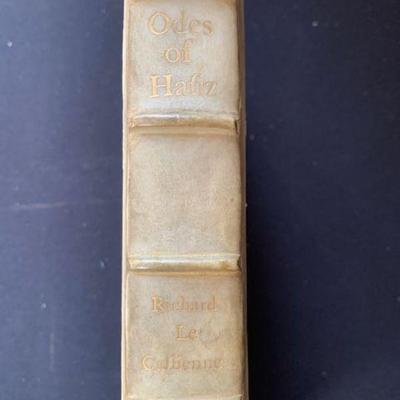 Odes
of
Hafiz
Richard
Le
Gallienne